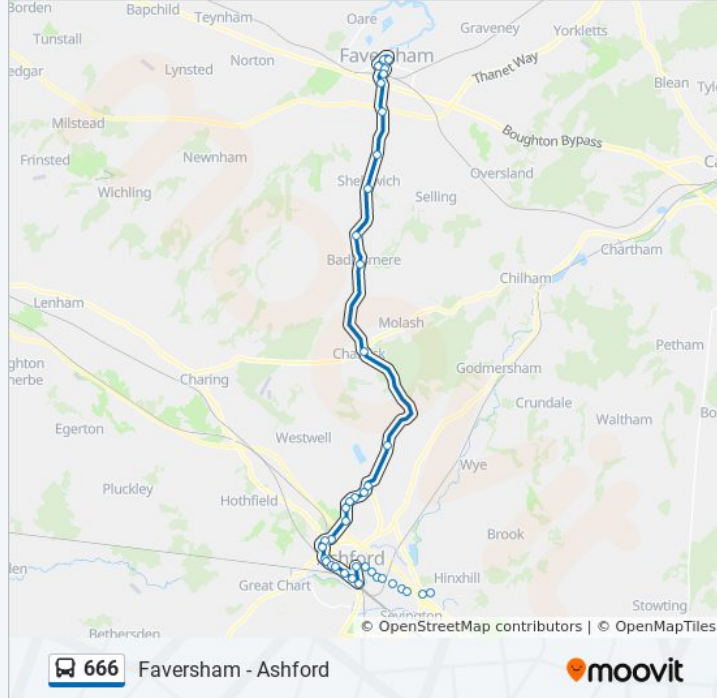 Borden
Bapchild
Teynham
Oare
Graveney
Yorkletts
Tunstall
Faversham
Norton
Lynsted
Thanet Way
Blean
Milstead
Boughton Bypass
Frinsted
Newnham
Oversland
Wichling
Selling
Chartham
Chilham
Lenham
Molash
Petham
Charing
Godmersham
Crundale
Waltham
Egerton
Westwell
Wye
Pluckley
Hothfield
Brook
Ashford
Hinxhill
Great Chart
Stowting
Sevington
Bethersden
© OpenStreetMap contributors | © OpenMapTiles
666 Faversham - Ashford
moovit